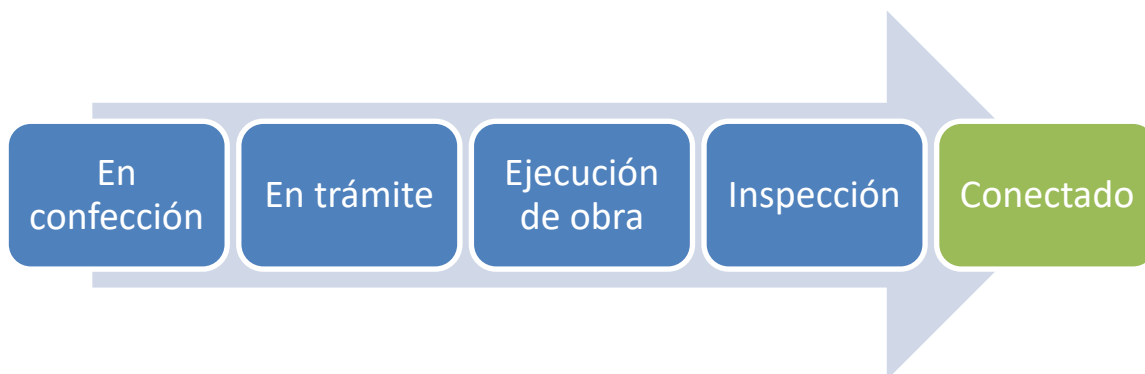 En
confección
En trámite
Ejecución
de obra
Inspección
Conectado